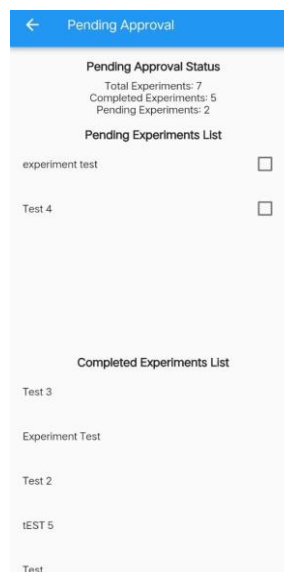 Pending Approval
Pending Approval Status
Total Experiments: 7
Completed Experiments: 5
Pending Experiments: 2
Pending Experiments List
experiment test
Test 4
Completed Experiments List
Test 3
Experiment Test
Test 2
tEST 5
Test